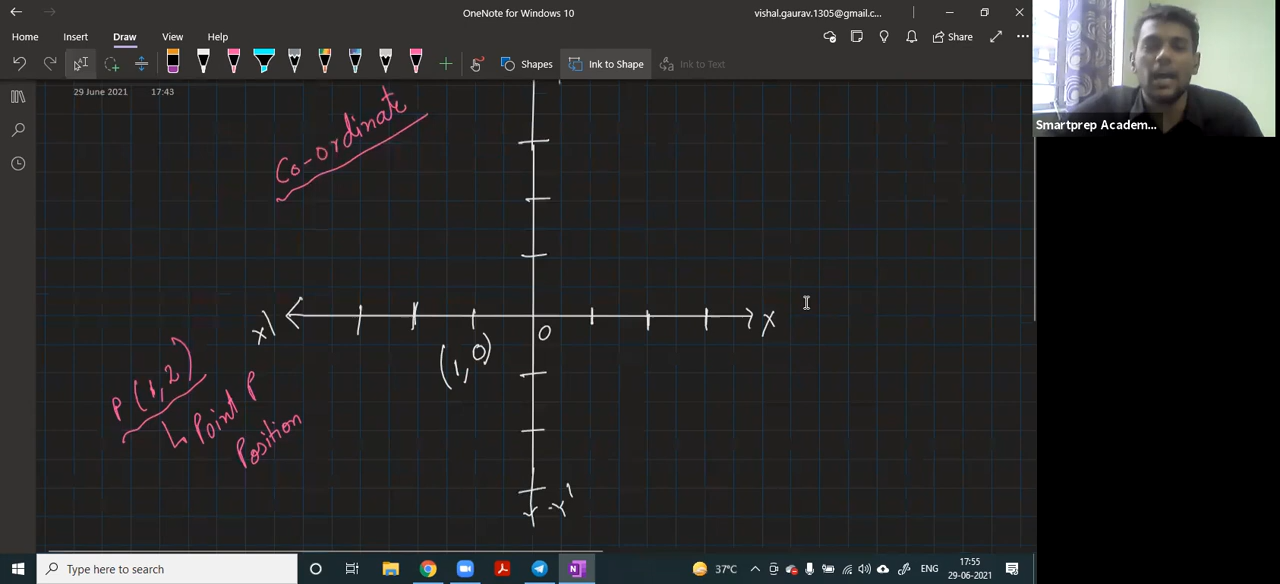 OneNote for Windows 10
vishal.gaurav.1305@gmail.c...
Home Insert Draw View Help
Share
Shapes
Ink to Shape
Ink to Text
29 June 2021 17:43
Smartprep Academ...
Co-ordinate
x'
X
0
(1, 0)
P (1, 2)
↳ Point P
Position
-Y'
Type here to search
37°C
ENG
17:55
29-06-2021